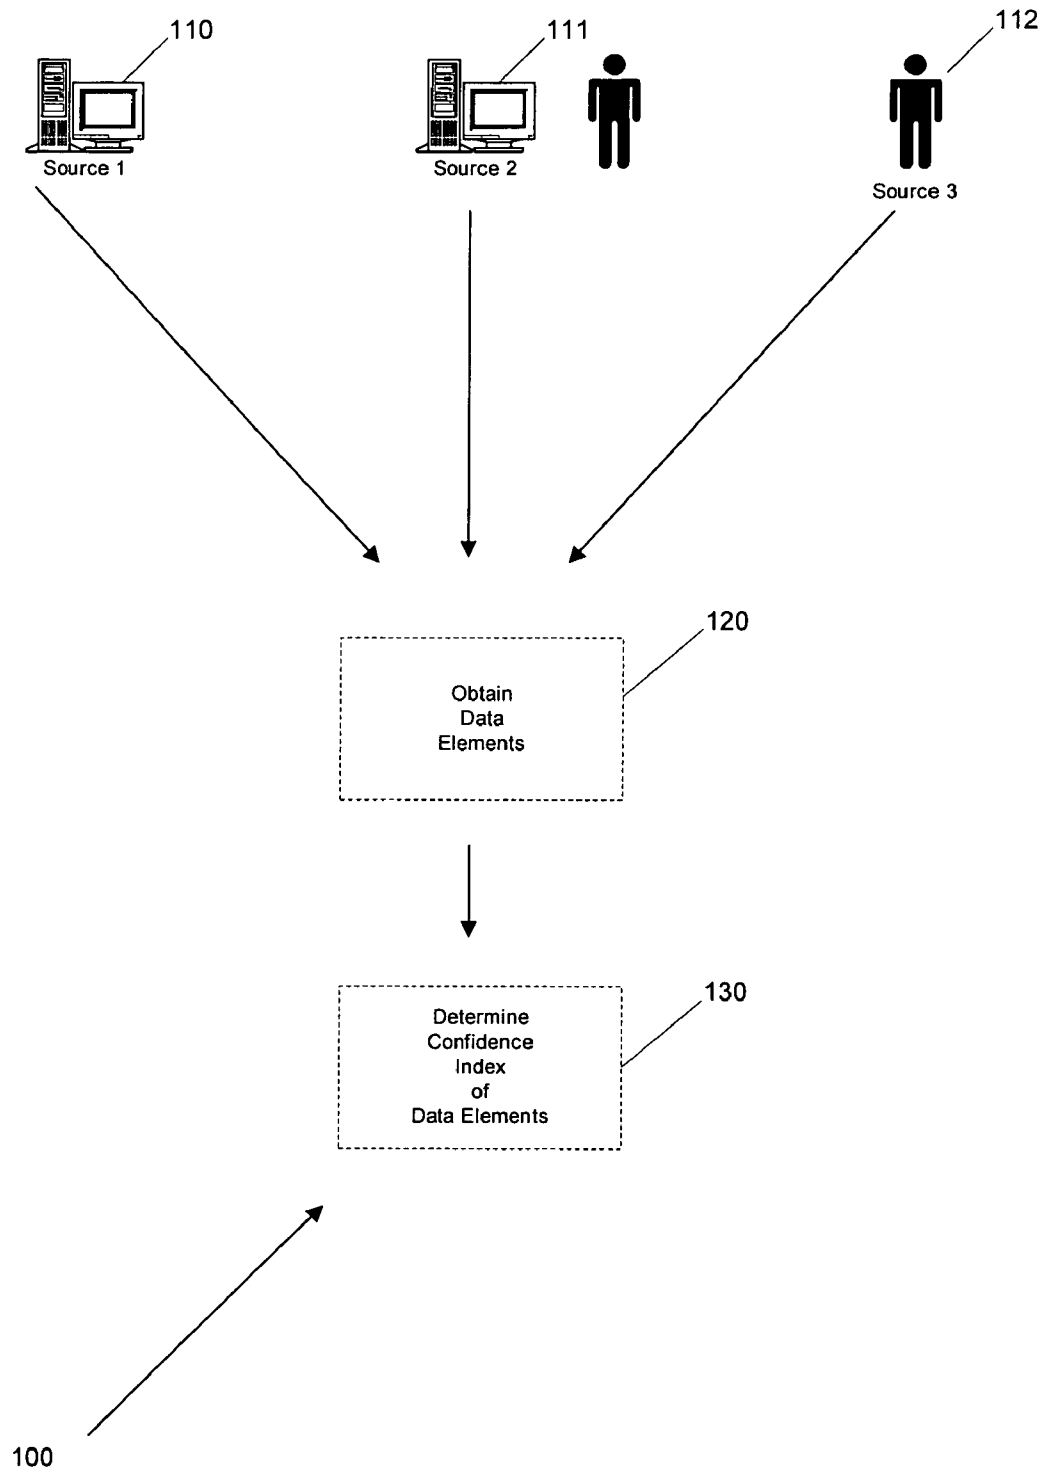 110
111
112
Source 1
Source 2
Source 3
120
Obtain
Data
Elements
130
Determine
Confidence
Index
of
Data Elements
100